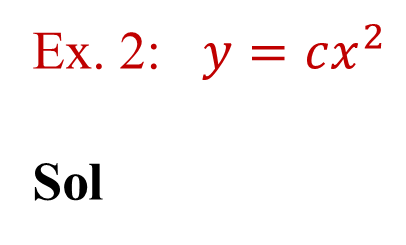 Ex. 2: y = cx²
Sol